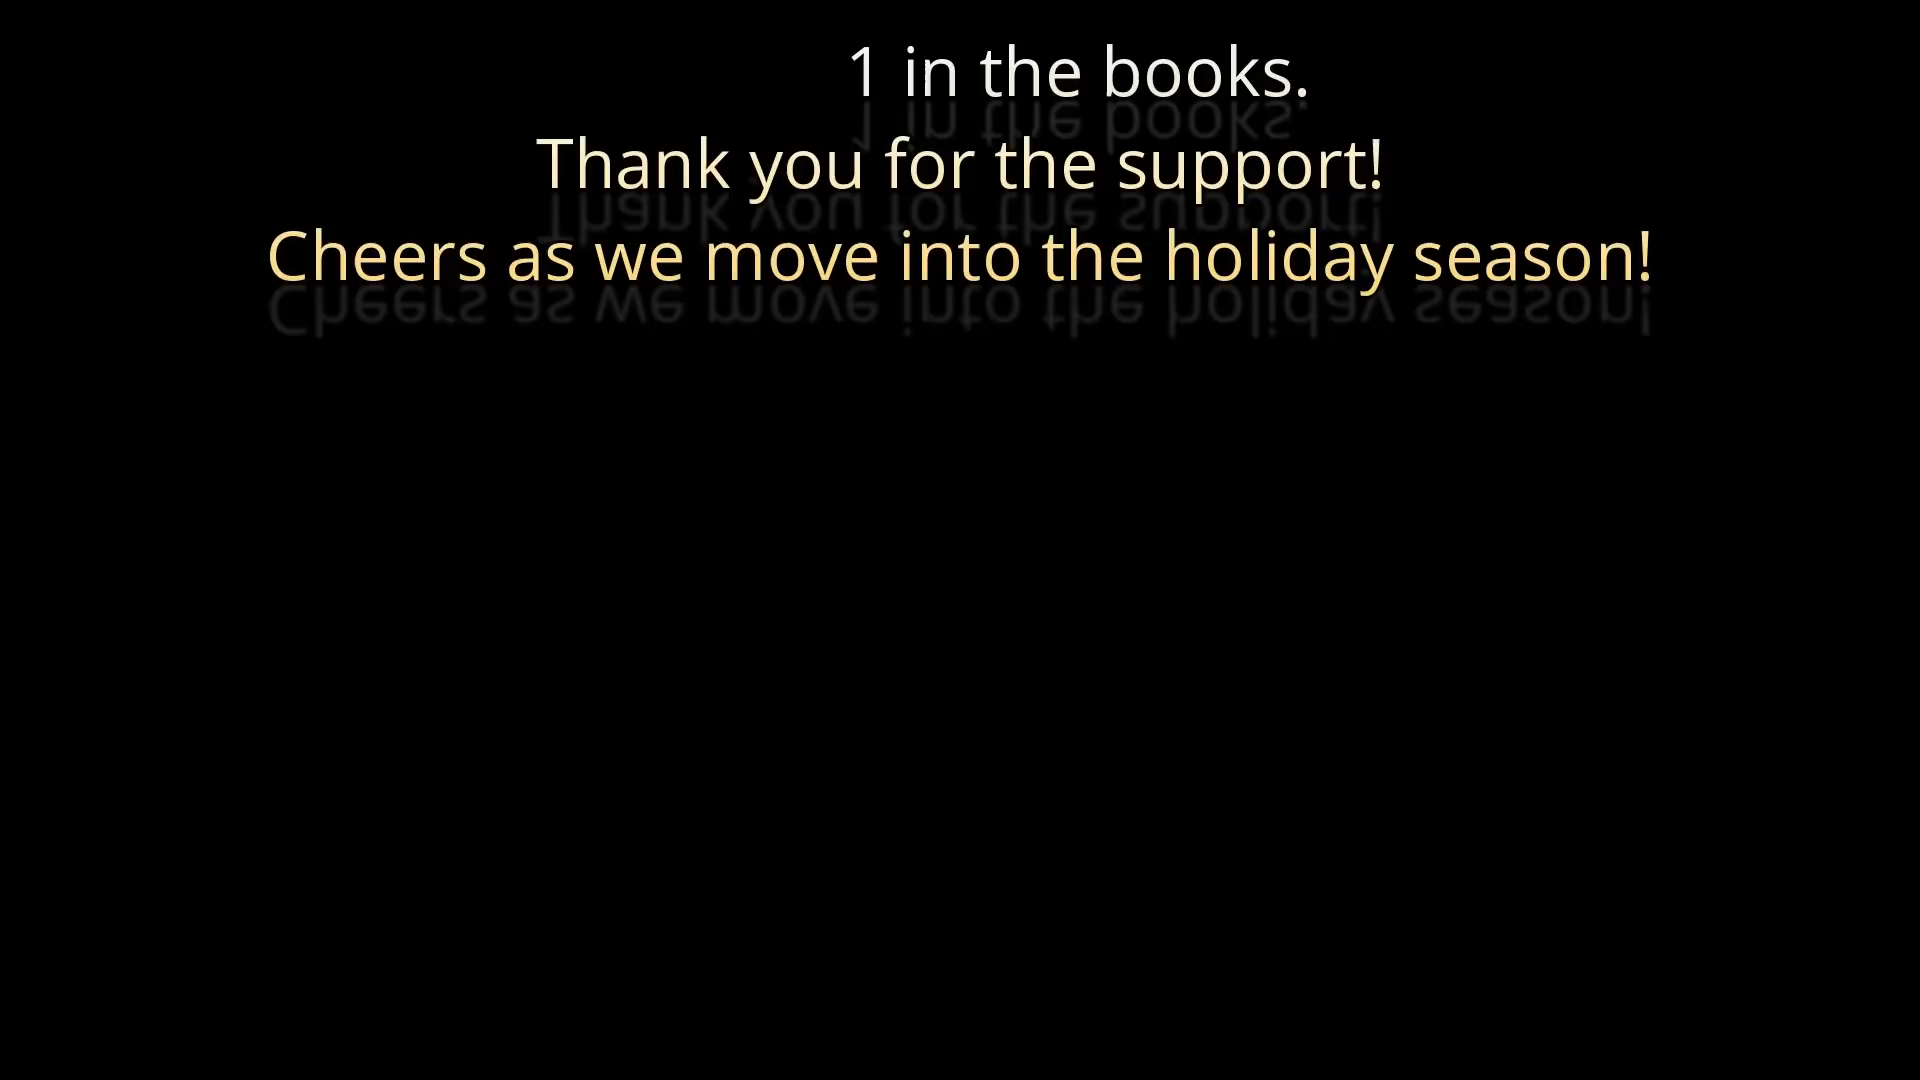 1 in the books.
Thank you for the support!
Cheers as we move into the holiday season!